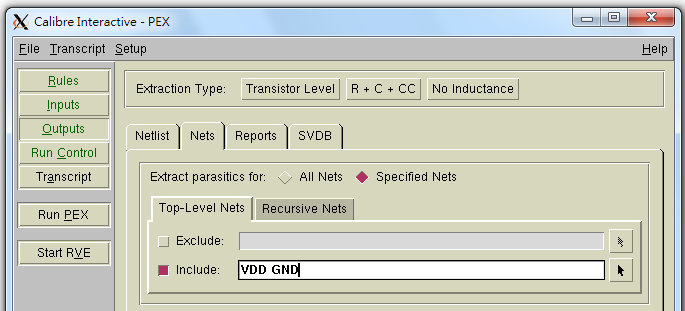 Calibre Interactive - PEX
File Transcript Setup Help
Rules
Inputs
Outputs
Run Control
Transcript
Run PEX
Start RVE
Extraction Type: Transistor Level R + C + CC No Inductance
Netlist Nets Reports SVDB
Extract parasitics for: All Nets Specified Nets
Top-Level Nets Recursive Nets
Exclude:
Include: VDD GND